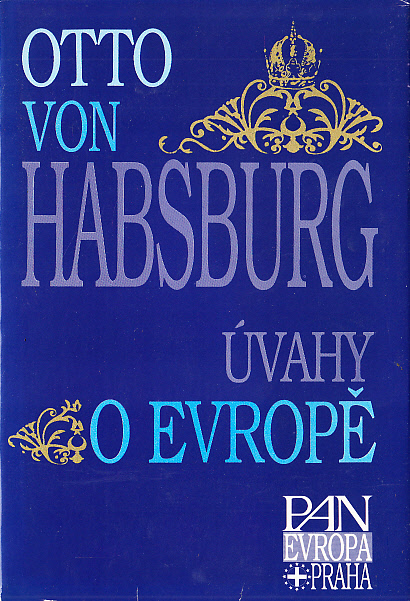 OTTO
VON
HABSBURG
ÚVAHY
O EVROPĚ
PAN
EVROPA
+PRAHA